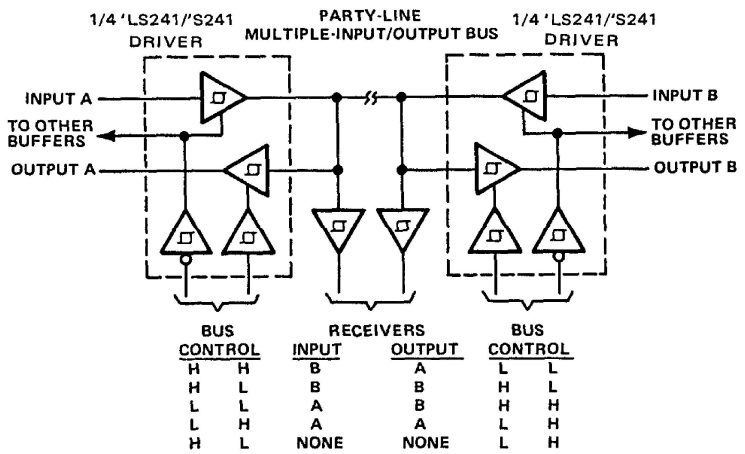 1/4 'LS241/'S241
DRIVER
PARTY-LINE
MULTIPLE-INPUT/OUTPUT BUS
1/4 'LS241/'S241
DRIVER
INPUT A
INPUT B
TO OTHER
BUFFERS
TO OTHER
BUFFERS
OUTPUT A
OUTPUT B
BUS
CONTROL
RECEIVERS
INPUT OUTPUT
BUS
CONTROL
H H B A L L
H L B B H L
L L A B H H
L H A A L H
H L NONE NONE L H